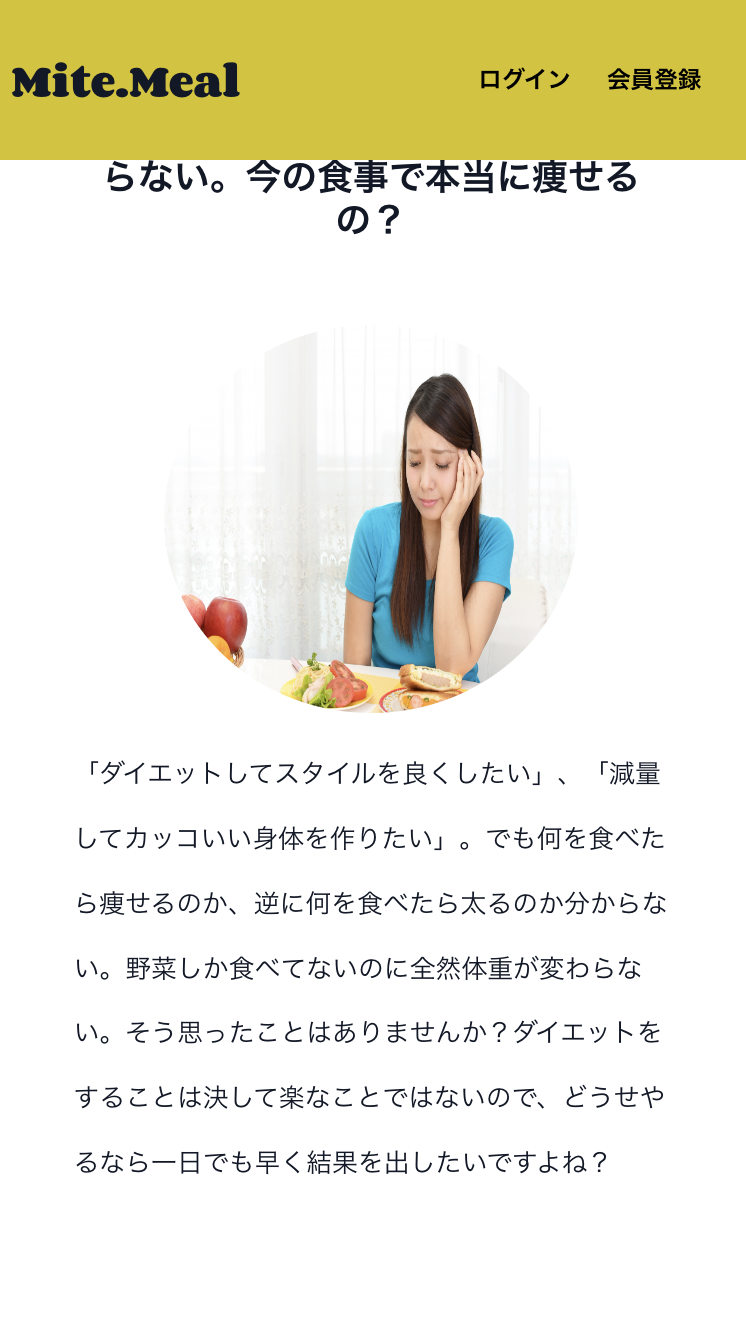 Mite.Meal
ログイン
会員登録
らない。今の食事で本当に痩せる
の？
「ダイエットしてスタイルを良くしたい」、「減量
してカッコいい身体を作りたい」。でも何を食べた
ら痩せるのか、逆に何を食べたら太るのか分からな
い。野菜しか食べてないのに全然体重が変わらな
い。そう思ったことはありませんか？ダイエットを
することは決して楽なことではないので、どうせや
るなら一日でも早く結果を出したいですよね？